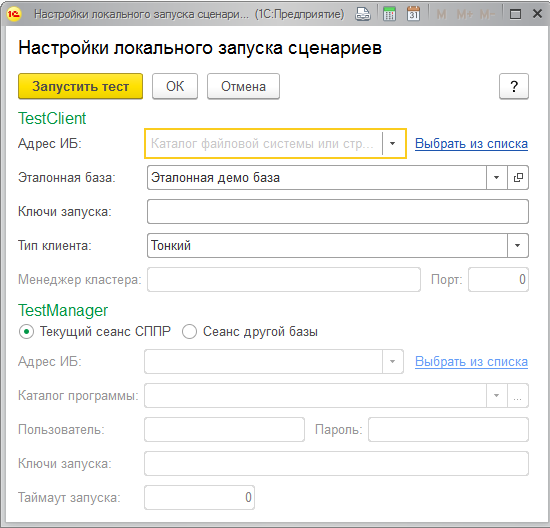 Настройки локального запуска сценари... (1С:Предприятие)
M M+ M-
Настройки локального запуска сценариев
Запустить тест ОК Отмена ?
TestClient
Адрес ИБ: Каталог файловой системы или стр... Выбрать из списка
Эталонная база: Эталонная демо база
Ключи запуска:
Тип клиента: Тонкий
Менеджер кластера: Порт: 0
TestManager
Текущий сеанс СППР Сеанс другой базы
Адрес ИБ: Выбрать из списка
Каталог программы: ...
Пользователь: Пароль:
Ключи запуска:
Таймаут запуска: 0